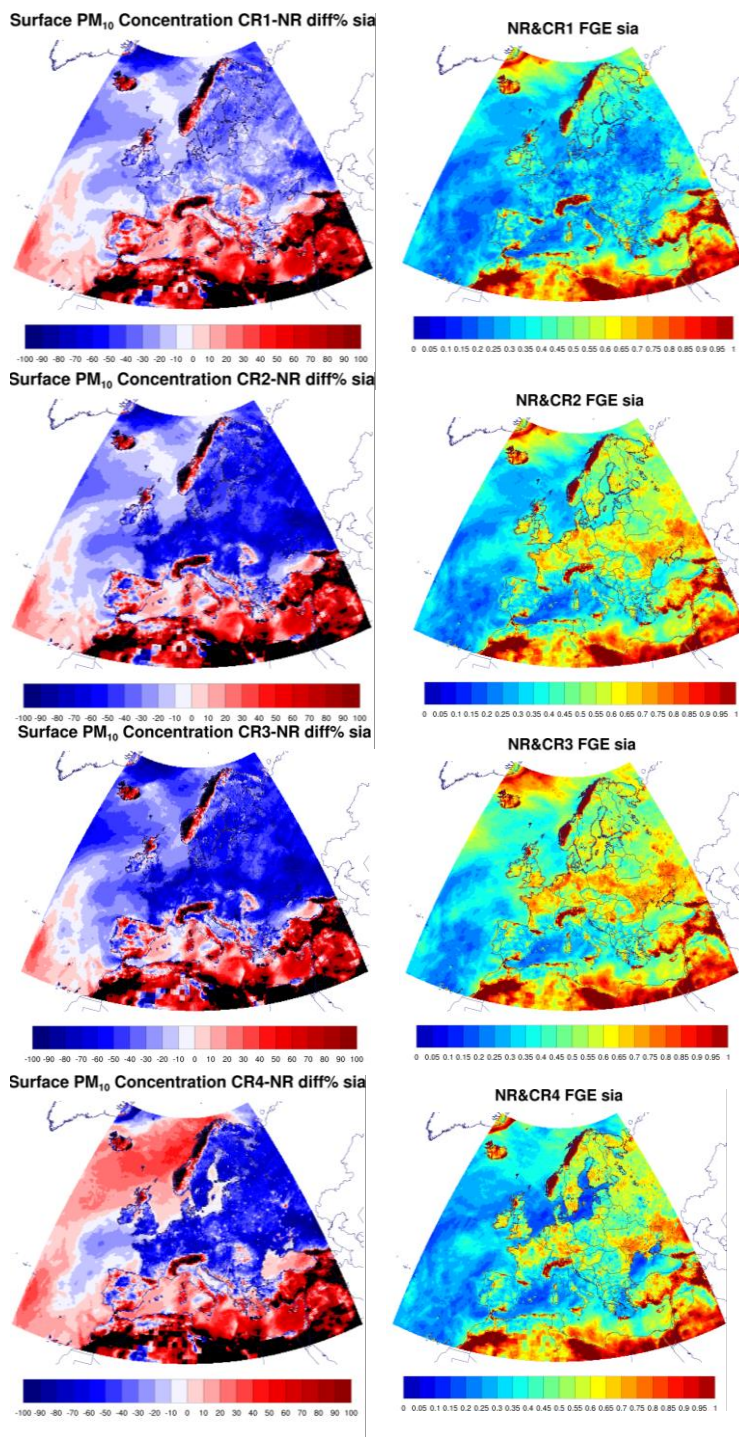 Surface PM₁₀ Concentration CR1-NR diff% sia
NR&CR1 FGE sia
-100 -90 -80 -70 -60 -50 -40 -30 -20 -10 0 10 20 30 40 50 60 70 80 90 100
0 0.05 0.1 0.15 0.2 0.25 0.3 0.35 0.4 0.45 0.5 0.55 0.6 0.65 0.7 0.75 0.8 0.85 0.9 0.95 1
Surface PM₁₀ Concentration CR2-NR diff% sia
NR&CR2 FGE sia
-100 -90 -80 -70 -60 -50 -40 -30 -20 -10 0 10 20 30 40 50 60 70 80 90 100
0 0.05 0.1 0.15 0.2 0.25 0.3 0.35 0.4 0.45 0.5 0.55 0.6 0.65 0.7 0.75 0.8 0.85 0.9 0.95 1
Surface PM₁₀ Concentration CR3-NR diff% sia
NR&CR3 FGE sia
-100 -90 -80 -70 -60 -50 -40 -30 -20 -10 0 10 20 30 40 50 60 70 80 90 100
0 0.05 0.1 0.15 0.2 0.25 0.3 0.35 0.4 0.45 0.5 0.55 0.6 0.65 0.7 0.75 0.8 0.85 0.9 0.95 1
Surface PM₁₀ Concentration CR4-NR diff% sia
NR&CR4 FGE sia
-100 -90 -80 -70 -60 -50 -40 -30 -20 -10 0 10 20 30 40 50 60 70 80 90 100
0 0.05 0.1 0.15 0.2 0.25 0.3 0.35 0.4 0.45 0.5 0.55 0.6 0.65 0.7 0.75 0.8 0.85 0.9 0.95 1